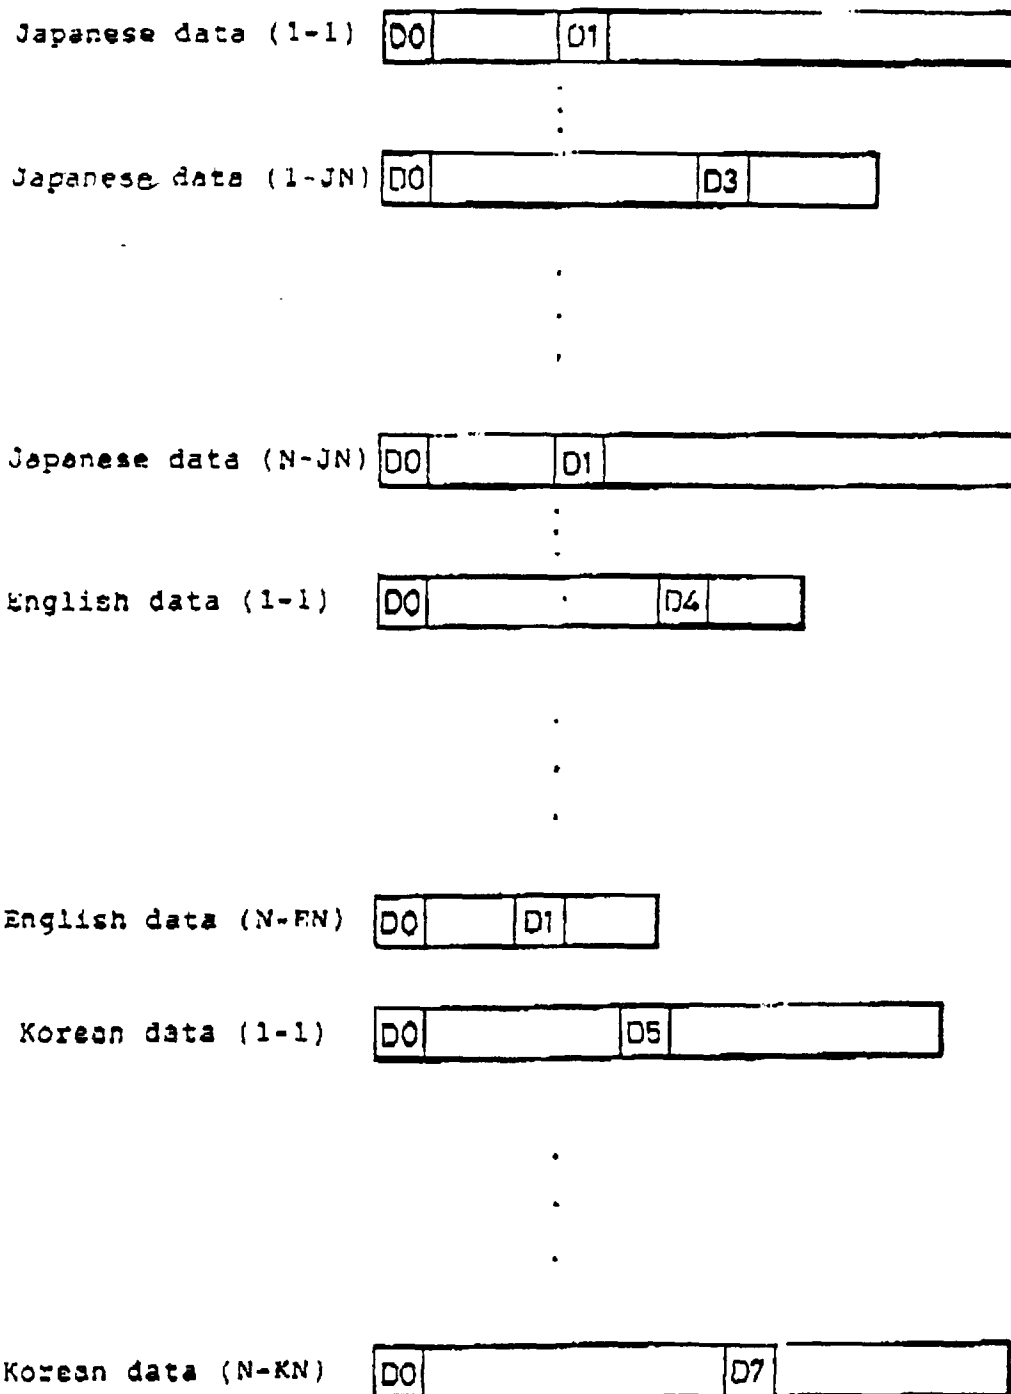 Japanese data (1-1) D0 D1
Japanese data (1-JN) D0 D3
Japanese data (N-JN) D0 D1
English data (1-1) D0 D4
English data (N-EN) D0 D1
Korean data (1-1) D0 D5
Korean data (N-KN) D0 D7